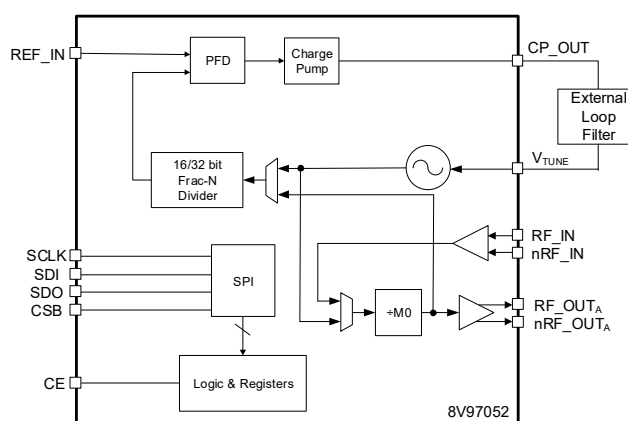 REF_IN
PFD
Charge
Pump
CP_OUT
External
Loop
Filter
VTUNE
16/32 bit
Frac-N
Divider
RF_IN
nRF_IN
SCLK
SDI
SDO
CSB
SPI
÷M0
RF_OUTA
nRF_OUTA
CE
Logic & Registers
8V97052